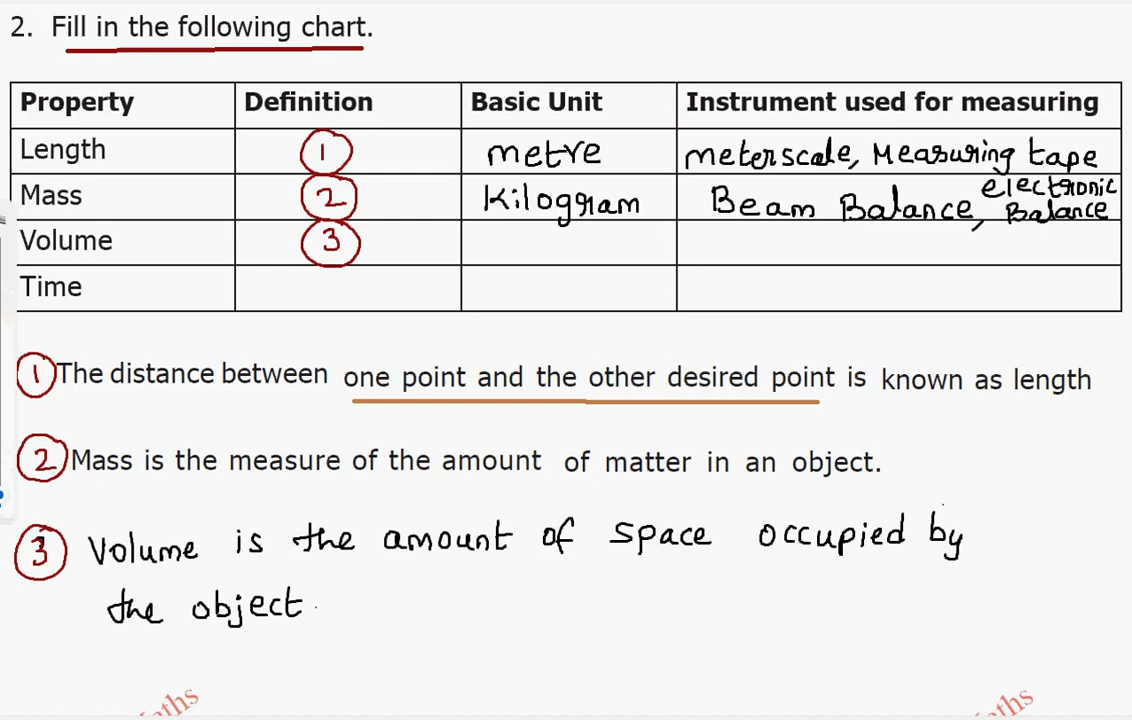 2. Fill in the following chart.
Property Definition Basic Unit Instrument used for measuring
Length 1 metre meterscale, Measuring tape
Mass 2 Kilogram Beam Balance, electronic Balance
Volume 3
Time
1 The distance between one point and the other desired point is known as length
2 Mass is the measure of the amount of matter in an object.
3 Volume is the amount of space occupied by
the object.